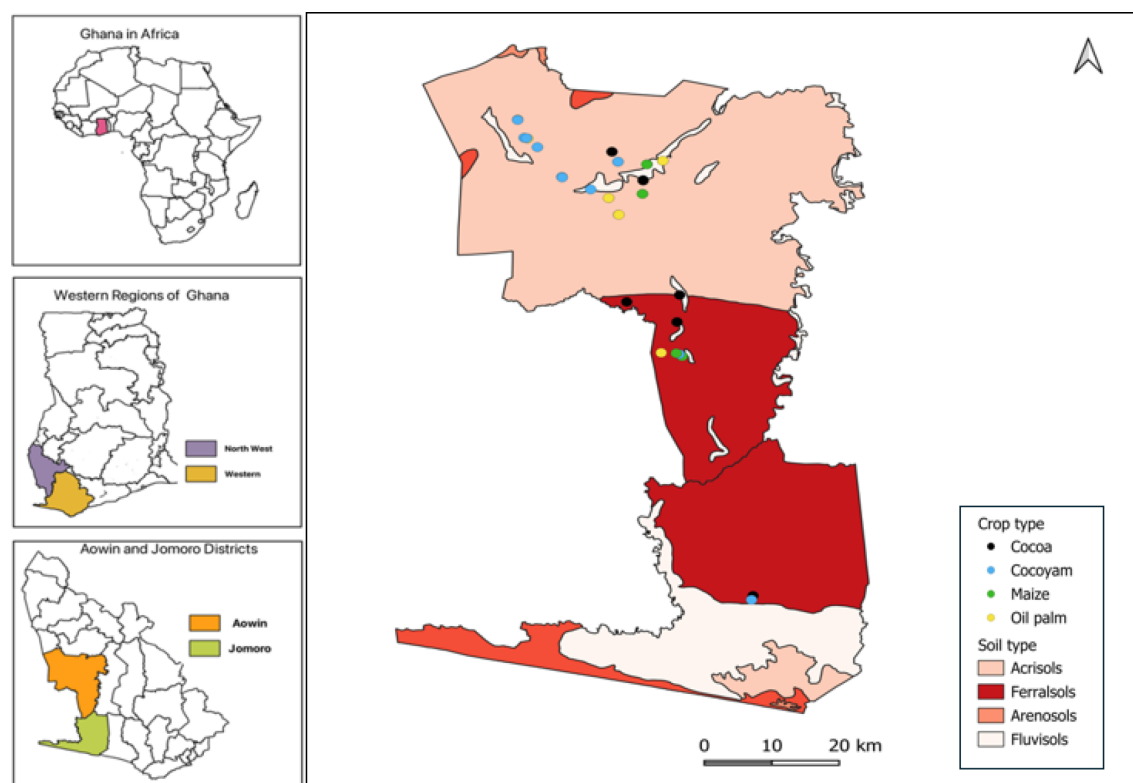 Ghana in Africa
Western Regions of Ghana
North West
Western
Aowin and Jomoro Districts
Aowin
Jomoro
Crop type
Cocoa
Cocoyam
Maize
Oil palm
Soil type
Acrisols
Ferralsols
Arenosols
Fluvisols
0 10 20 km